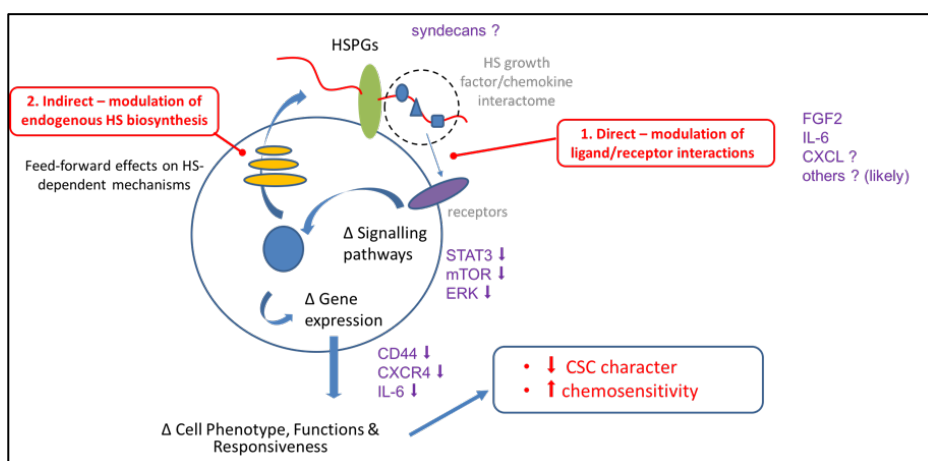 syndecans ?
HSPGs
HS growth
factor/chemokine
interactome
2. Indirect – modulation of
endogenous HS biosynthesis
1. Direct – modulation of
ligand/receptor interactions
FGF2
IL-6
CXCL ?
others ? (likely)
Feed-forward effects on HS-
dependent mechanisms
receptors
Δ Signalling
pathways
STAT3 ⬇
mTOR ⬇
ERK ⬇
Δ Gene
expression
CD44 ⬇
CXCR4 ⬇
IL-6 ⬇
• ⬇ CSC character
• ⬆ chemosensitivity
Δ Cell Phenotype, Functions &
Responsiveness